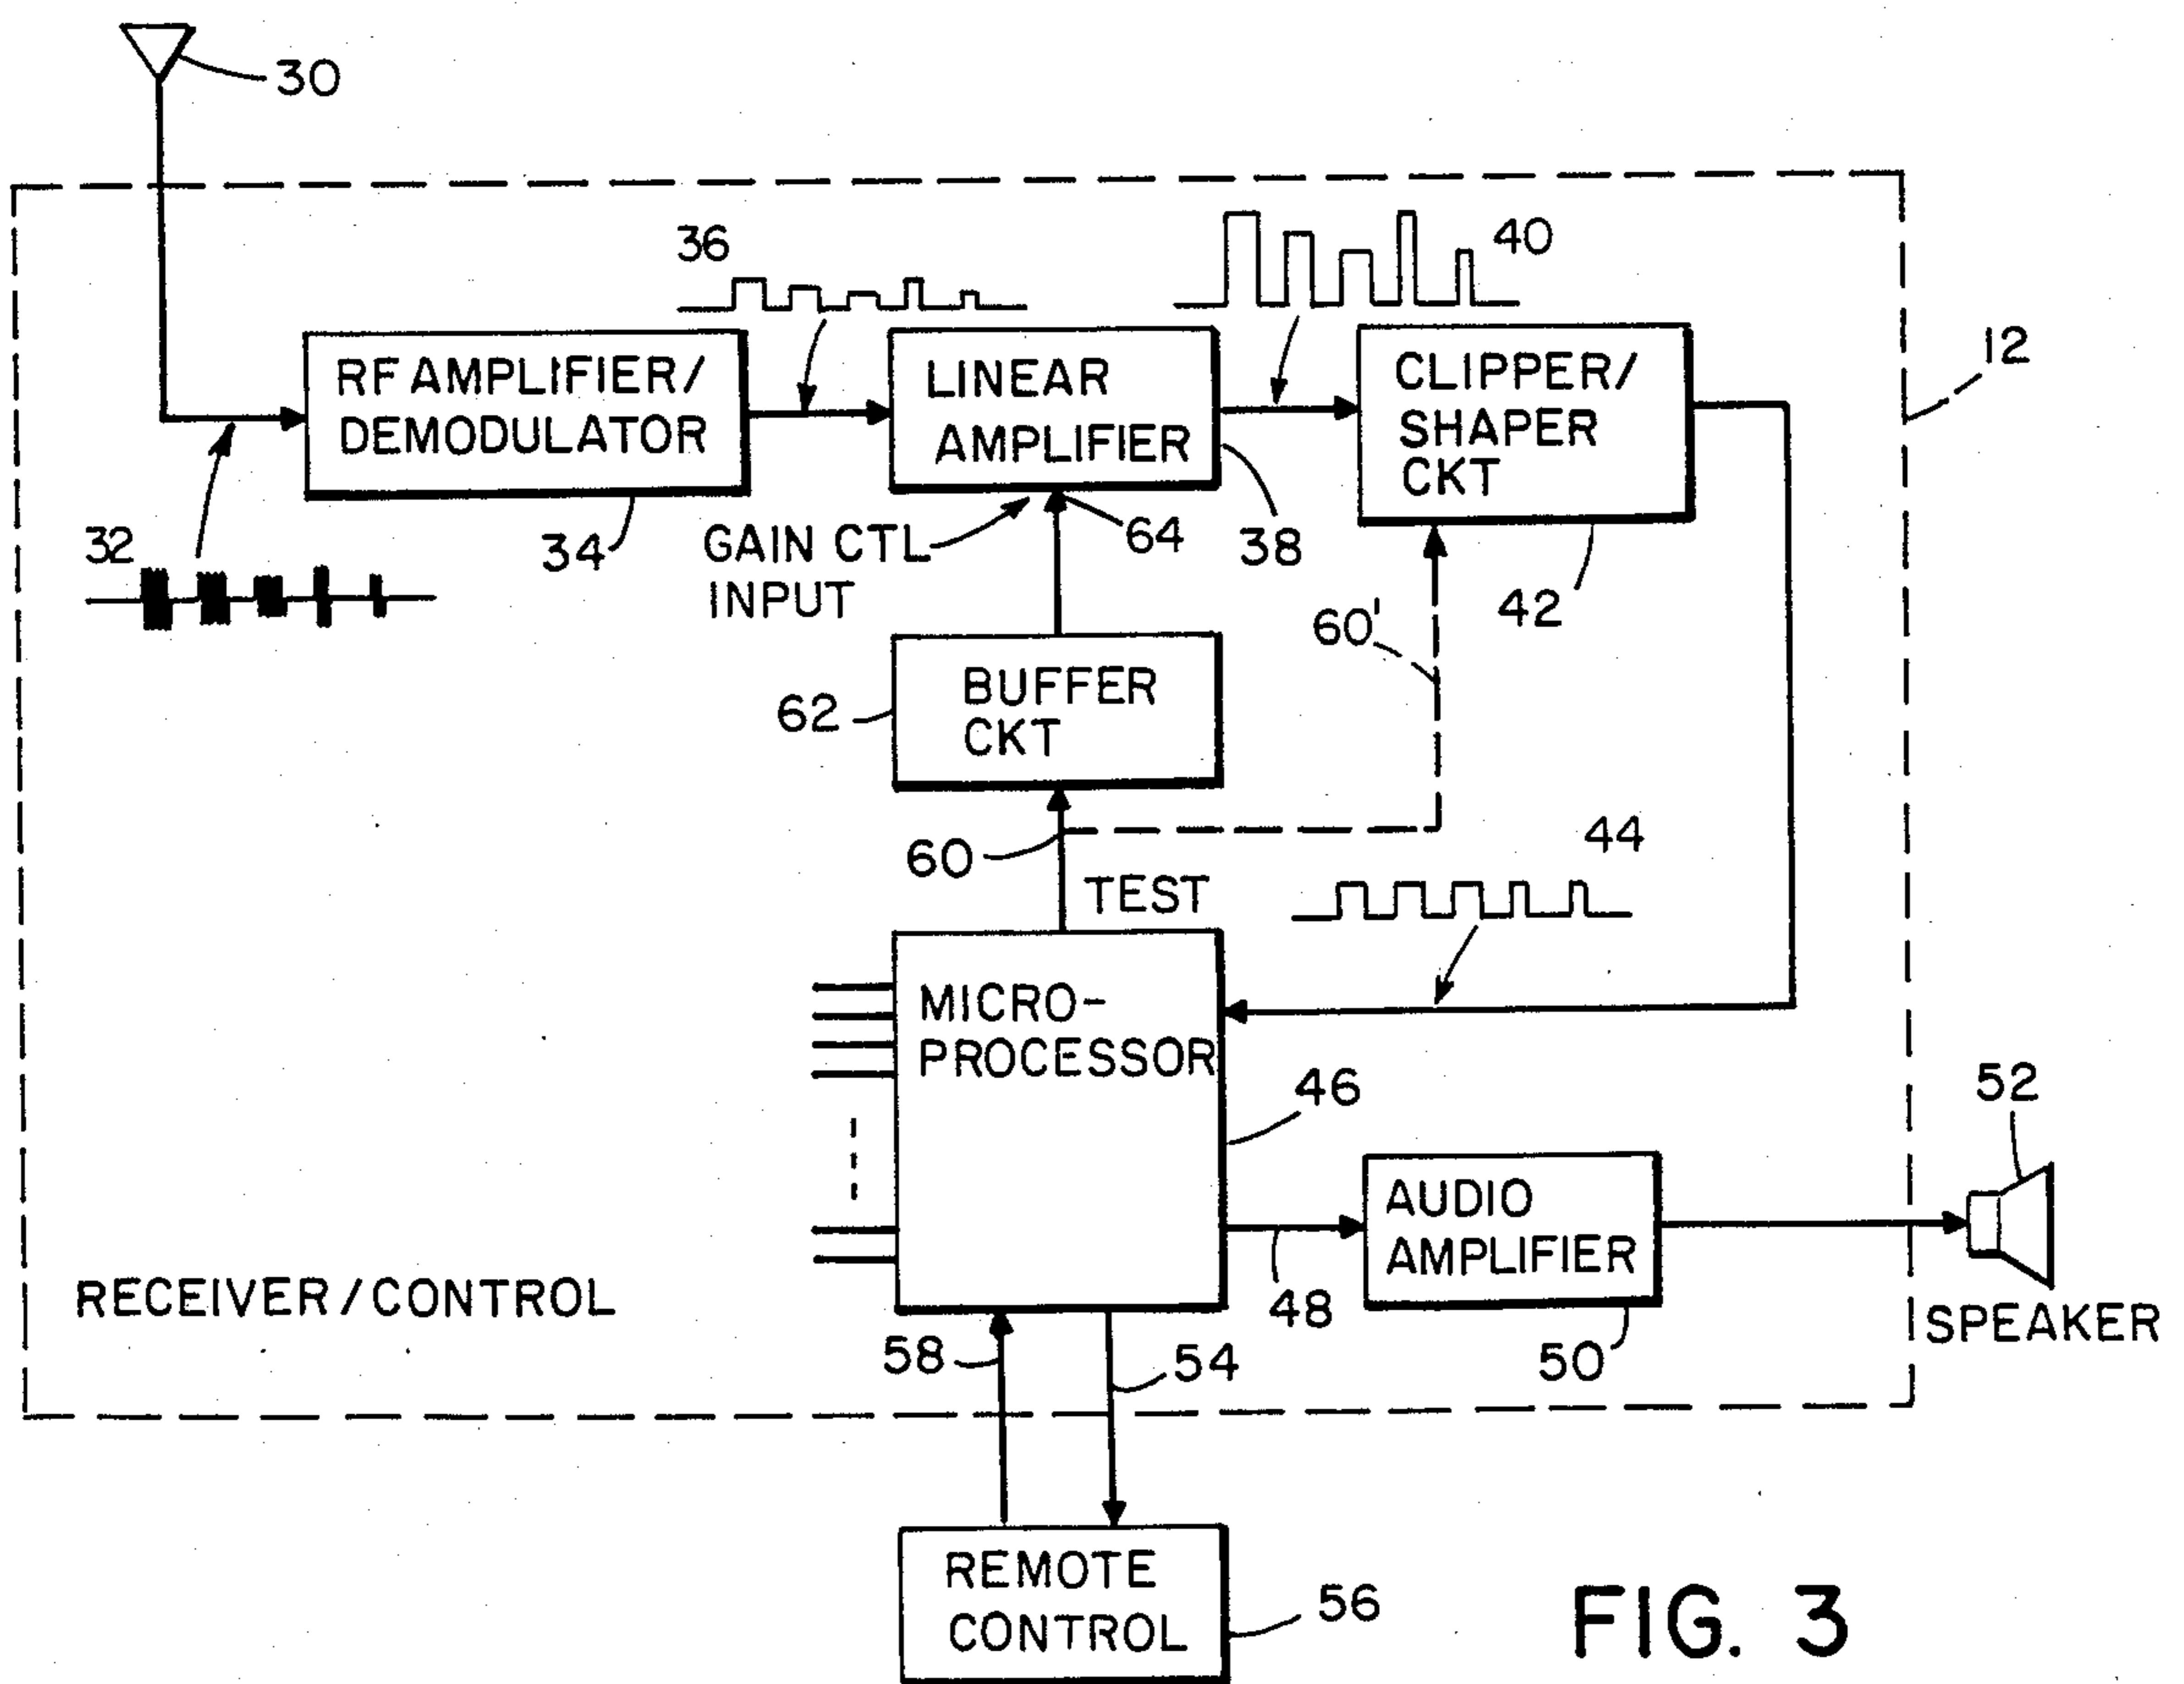 30
36
40
12
RF AMPLIFIER/
DEMODULATOR
LINEAR
AMPLIFIER
CLIPPER/
SHAPER
CKT
32
34
GAIN CTL
INPUT
64
38
42
60'
62
BUFFER
CKT
60
TEST
44
MICRO-
PROCESSOR
46
52
AUDIO
AMPLIFIER
48
50
SPEAKER
RECEIVER/CONTROL
58
54
REMOTE
CONTROL
56
FIG. 3